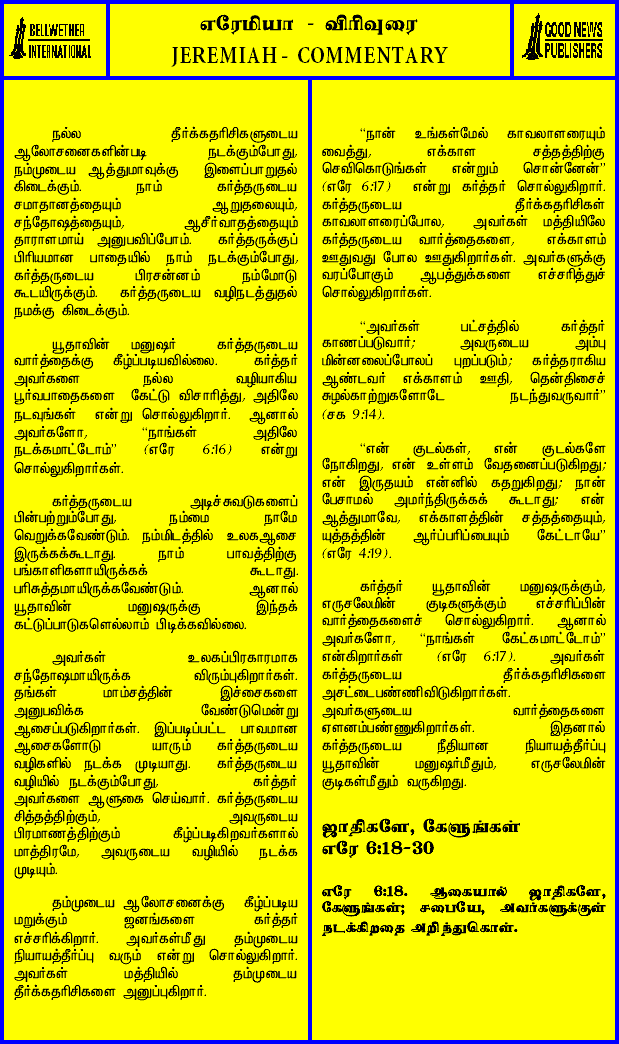 BELLWETHER
INTERNATIONAL
எரேமியா - விரிவுரை
JEREMIAH - COMMENTARY
GOOD NEWS
PUBLISHERS
நல்ல தீர்க்கதரிசிகளுடைய
ஆலோசனைகளின்படி நடக்கும்போது,
நம்முடைய ஆத்துமாவுக்கு இளைப்பாறுதல்
கிடைக்கும். நாம் கர்த்தருடைய
சமாதானத்தையும் ஆறுதலையும்,
சந்தோஷத்தையும், ஆசீர்வாதத்தையும்
தாராளமாய் அனுபவிப்போம். கர்த்தருக்குப்
பிரியமான பாதையில் நாம் நடக்கும்போது,
கர்த்தருடைய பிரசன்னம் நம்மோடு
கூடயிருக்கும். கர்த்தருடைய வழிநடத்துதல்
நமக்கு கிடைக்கும்.
யூதாவின் மனுஷர் கர்த்தருடைய
வார்த்தைக்கு கீழ்ப்படியவில்லை. கர்த்தர்
அவர்களை நல்ல வழியாகிய
பூர்வபாதைகளை கேட்டு விசாரித்து, அதிலே
நடவுங்கள் என்று சொல்லுகிறார். ஆனால்
அவர்களோ, “நாங்கள் அதிலே
நடக்கமாட்டோம்” (எரே 6:16) என்று
சொல்லுகிறார்கள்.
கர்த்தருடைய அடிச்சுவடுகளைப்
பின்பற்றும்போது, நம்மை நாமே
வெறுக்கவேண்டும். நம்மிடத்தில் உலகஆசை
இருக்கக்கூடாது. நாம் பாவத்திற்கு
பங்காளிகளாயிருக்கக் கூடாது.
பரிசுத்தமாயிருக்கவேண்டும். ஆனால்
யூதாவின் மனுஷருக்கு இந்தக்
கட்டுப்பாடுகளெல்லாம் பிடிக்கவில்லை.
அவர்கள் உலகப்பிரகாரமாக
சந்தோஷமாயிருக்க விரும்புகிறார்கள்.
தங்கள் மாம்சத்தின் இச்சைகளை
அனுபவிக்க வேண்டுமென்று
ஆசைப்படுகிறார்கள். இப்படிப்பட்ட பாவமான
ஆசைகளோடு யாரும் கர்த்தருடைய
வழிகளில் நடக்க முடியாது. கர்த்தருடைய
வழியில் நடக்கும்போது, கர்த்தர்
அவர்களை ஆளுகை செய்வார். கர்த்தருடைய
சித்தத்திற்கும், அவருடைய
பிரமாணத்திற்கும் கீழ்ப்படிகிறவர்களால்
மாத்திரமே, அவருடைய வழியில் நடக்க
முடியும்.
தம்முடைய ஆலோசனைக்கு கீழ்ப்படிய
மறுக்கும் ஜனங்களை கர்த்தர்
எச்சரிக்கிறார். அவர்கள்மீது தம்முடைய
நியாயத்தீர்ப்பு வரும் என்று சொல்லுகிறார்.
அவர்கள் மத்தியில் தம்முடைய
தீர்க்கதரிசிகளை அனுப்புகிறார்.
“நான் உங்கள்மேல் காவலாளரையும்
வைத்து, எக்காள சத்தத்திற்கு
செவிகொடுங்கள் என்றும் சொன்னேன்”
(எரே 6:17) என்று கர்த்தர் சொல்லுகிறார்.
கர்த்தருடைய தீர்க்கதரிசிகள்
காவலாளரைப்போல, அவர்கள் மத்தியிலே
கர்த்தருடைய வார்த்தைகளை, எக்காளம்
ஊதுவது போல ஊதுகிறார்கள். அவர்களுக்கு
வரப்போகும் ஆபத்துக்களை எச்சரித்துச்
சொல்லுகிறார்கள்.
“அவர்கள் பட்சத்தில் கர்த்தர்
காணப்படுவார்; அவருடைய அம்பு
மின்னலைப்போலப் புறப்படும்; கர்த்தராகிய
ஆண்டவர் எக்காளம் ஊதி, தென்திசைச்
சுழல்காற்றுகளோடே நடந்துவருவார்”
(சக 9:14).
“என் குடல்கள், என் குடல்களே
நோகிறது, என் உள்ளம் வேதனைப்படுகிறது;
என் இருதயம் என்னில் கதறுகிறது; நான்
பேசாமல் அமர்ந்திருக்கக் கூடாது; என்
ஆத்துமாவே, எக்காளத்தின் சத்தத்தையும்,
யுத்தத்தின் ஆர்ப்பரிப்பையும் கேட்டாயே”
(எரே 4:19).
கர்த்தர் யூதாவின் மனுஷருக்கும்,
எருசலேமின் குடிகளுக்கும் எச்சரிப்பின்
வார்த்தைகளைச் சொல்லுகிறார். ஆனால்
அவர்களோ, “நாங்கள் கேட்கமாட்டோம்”
என்கிறார்கள் (எரே 6:17). அவர்கள்
கர்த்தருடைய தீர்க்கதரிசிகளை
அசட்டைபண்ணிவிடுகிறார்கள்.
அவர்களுடைய வார்த்தைகளை
ஏளனம்பண்ணுகிறார்கள். இதனால்
கர்த்தருடைய நீதியான நியாயத்தீர்ப்பு
யூதாவின் மனுஷர்மீதும், எருசலேமின்
குடிகள்மீதும் வருகிறது.
ஜாதிகளே, கேளுங்கள்
எரே 6:18-30
எரே 6:18. ஆகையால் ஜாதிகளே,
கேளுங்கள்; சபையே, அவர்களுக்குள்
நடக்கிறதை அறிந்துகொள்.